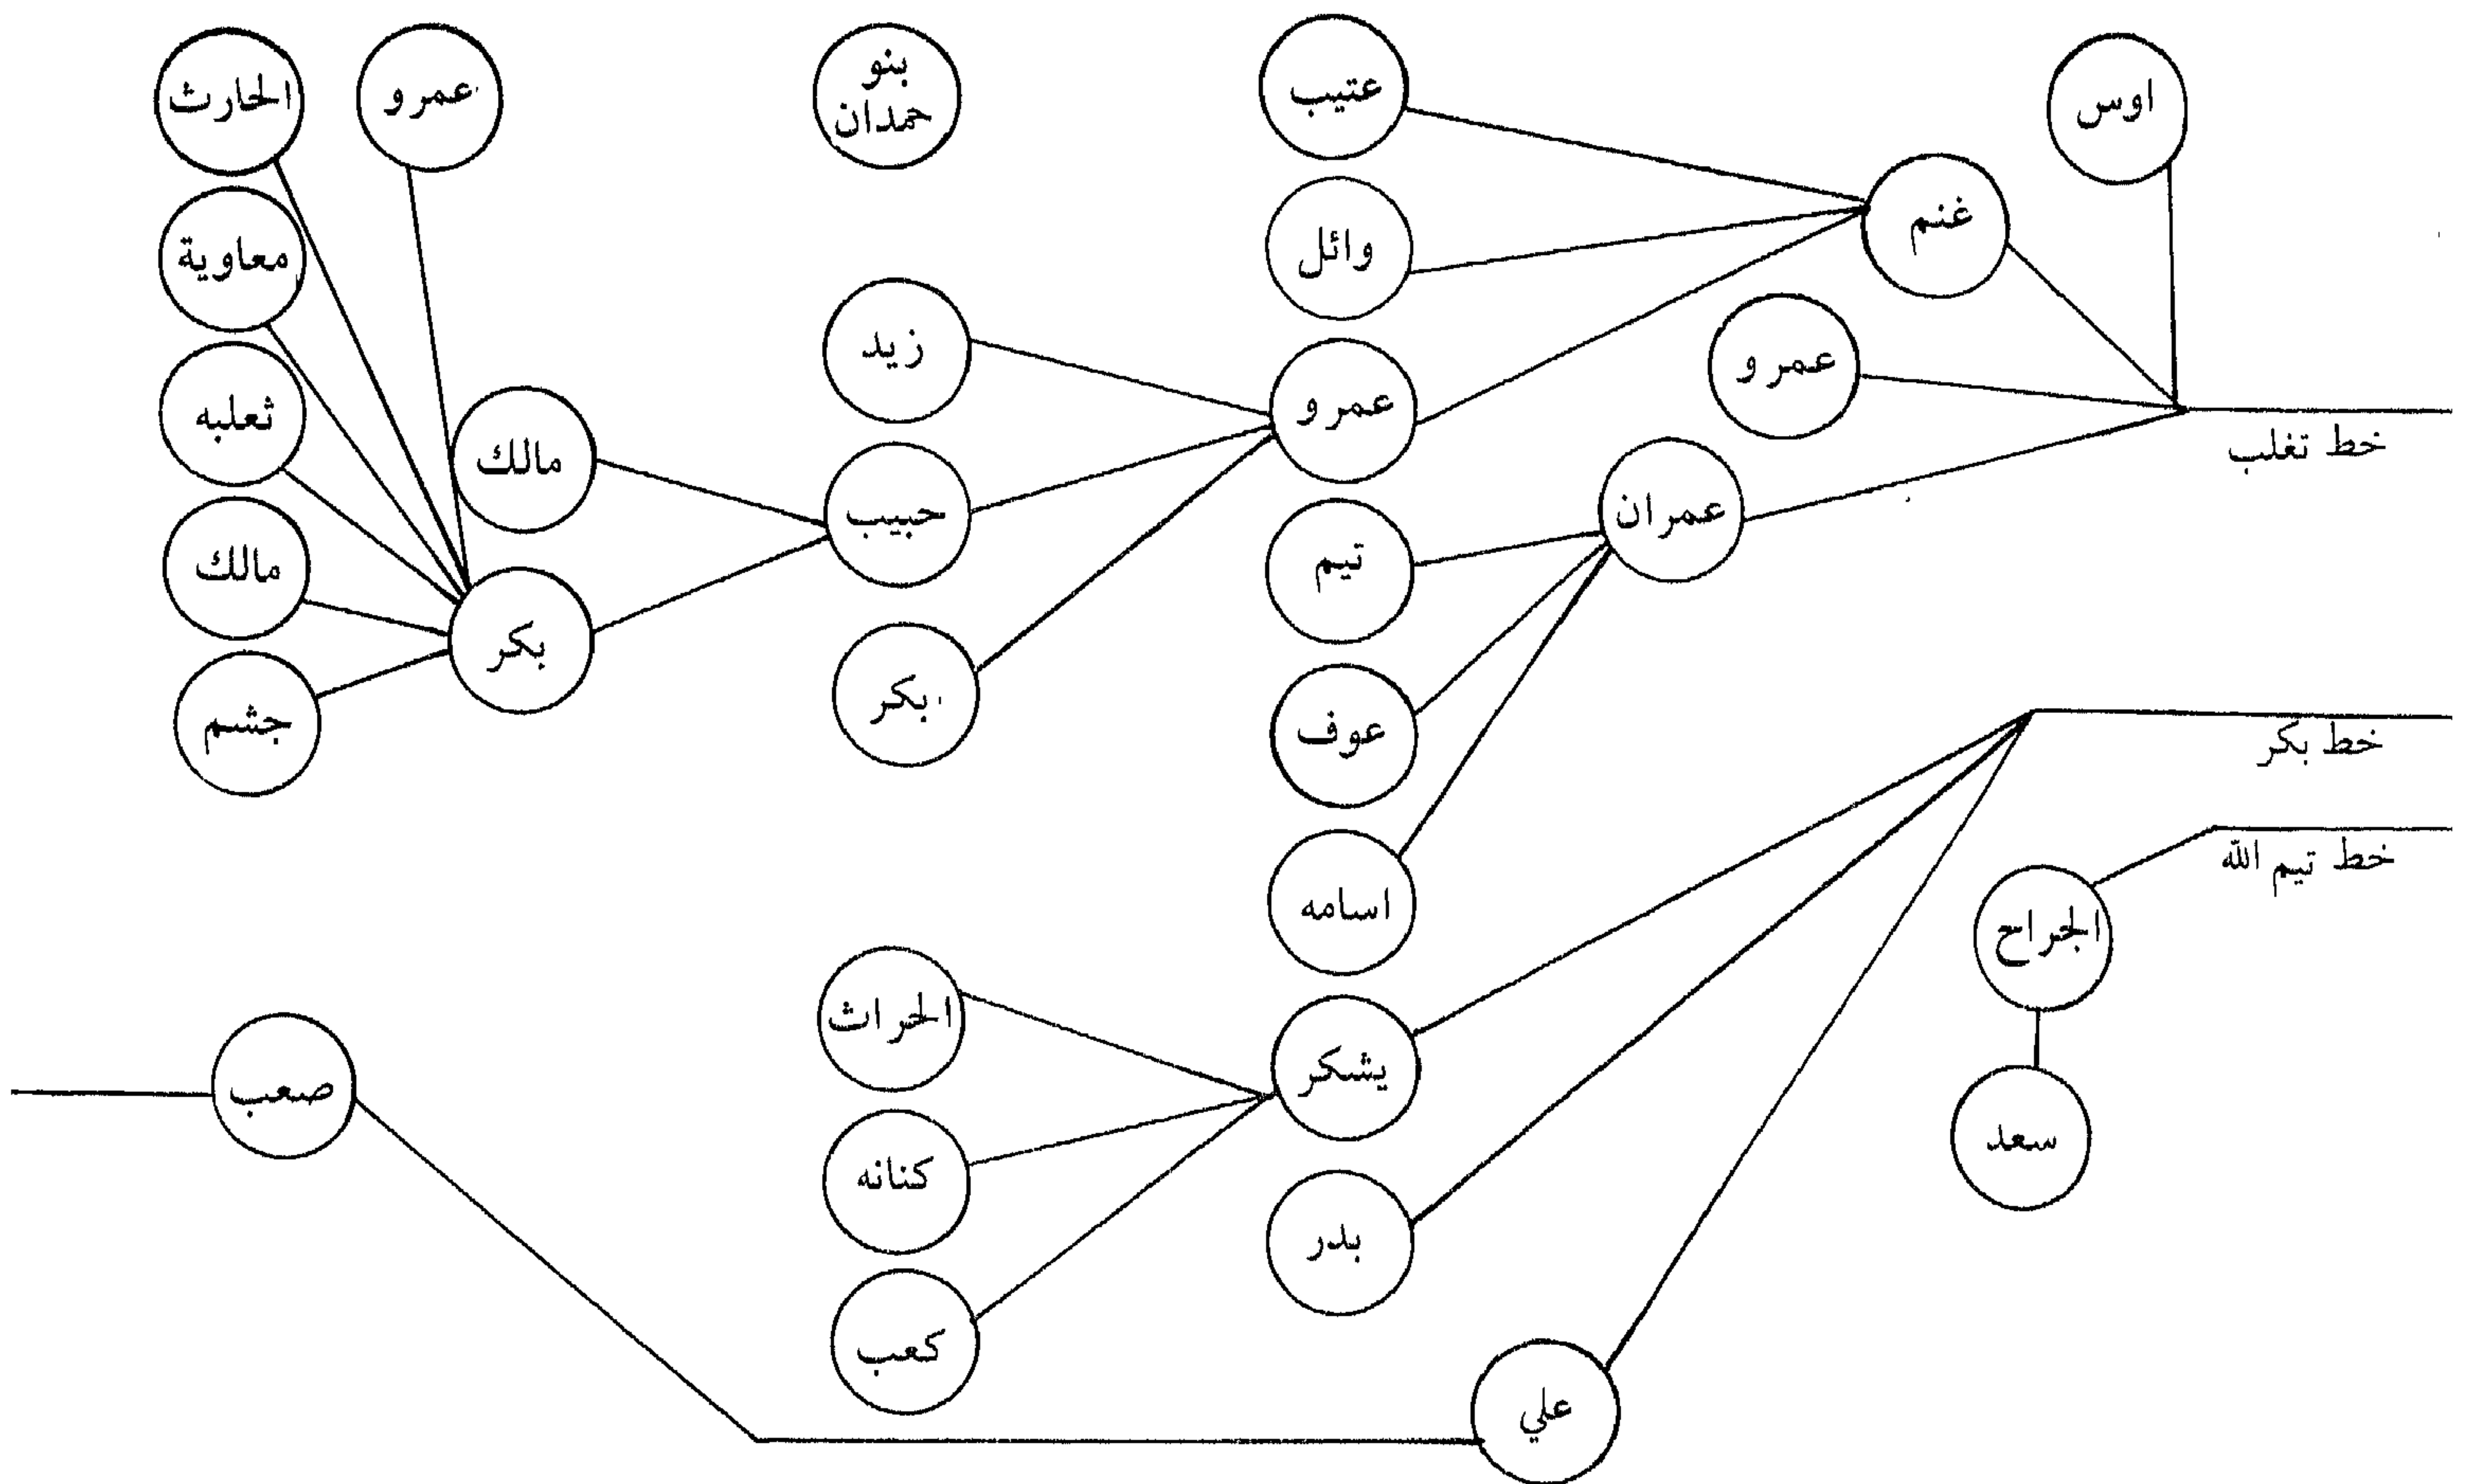 اوس
عتيب
بنو
حمدان
عمرو
الحارث
غنم
وائل
معاوية
زيد
عمرو
عمرو
ثعلبه
خط تغلب
مالك
عمران
حبيب
تيم
مالك
بكر
بكر
عوف
جشم
خط بكر
خط تيم الله
اسامه
الجراح
الحراث
يشكر
صعب
سعد
كنانه
بدر
كعب
علي